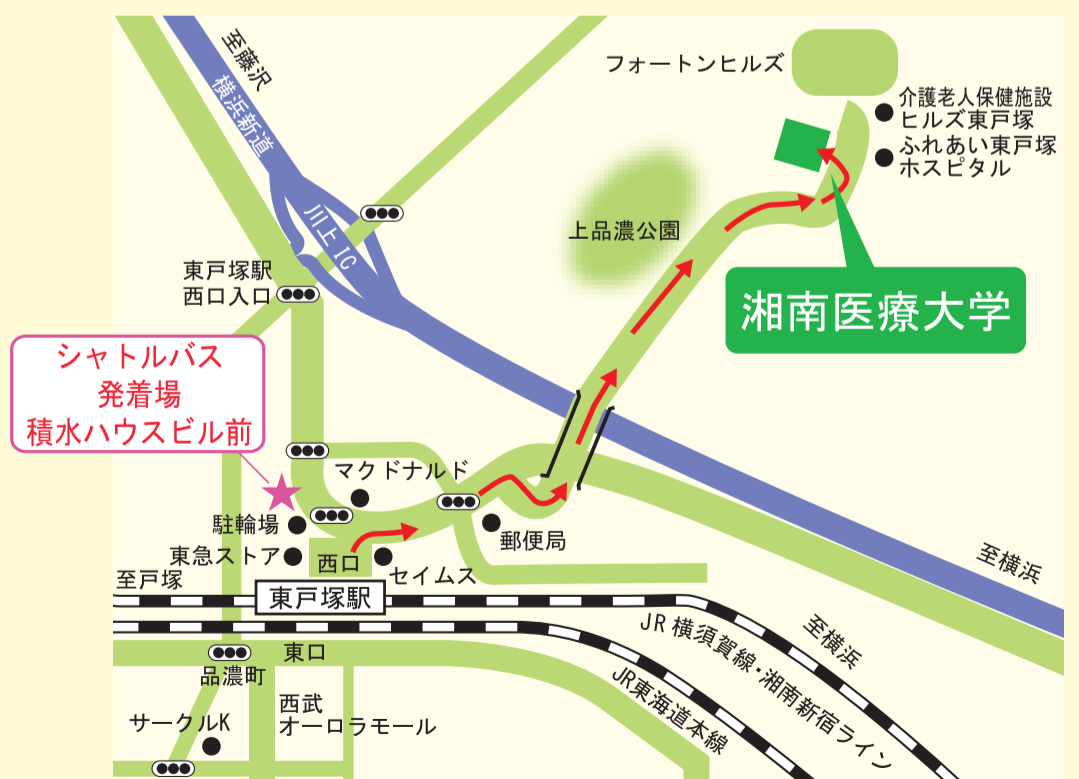 至藤沢
横浜新道
川上IC
フォートンヒルズ
介護老人保健施設
ヒルズ東戸塚
ふれあい東戸塚
ホスピタル
上品濃公園
湘南医療大学
東戸塚駅
西口入口
シャトルバス
発着場
積水ハウスビル前
マクドナルド
駐輪場
東急ストア
西口
セイムス
郵便局
至戸塚
東戸塚駅
至横浜
至横浜
JR横須賀線・湘南新宿ライン
JR東海道本線
東口
品濃町
西武
オーロラモール
サークルK